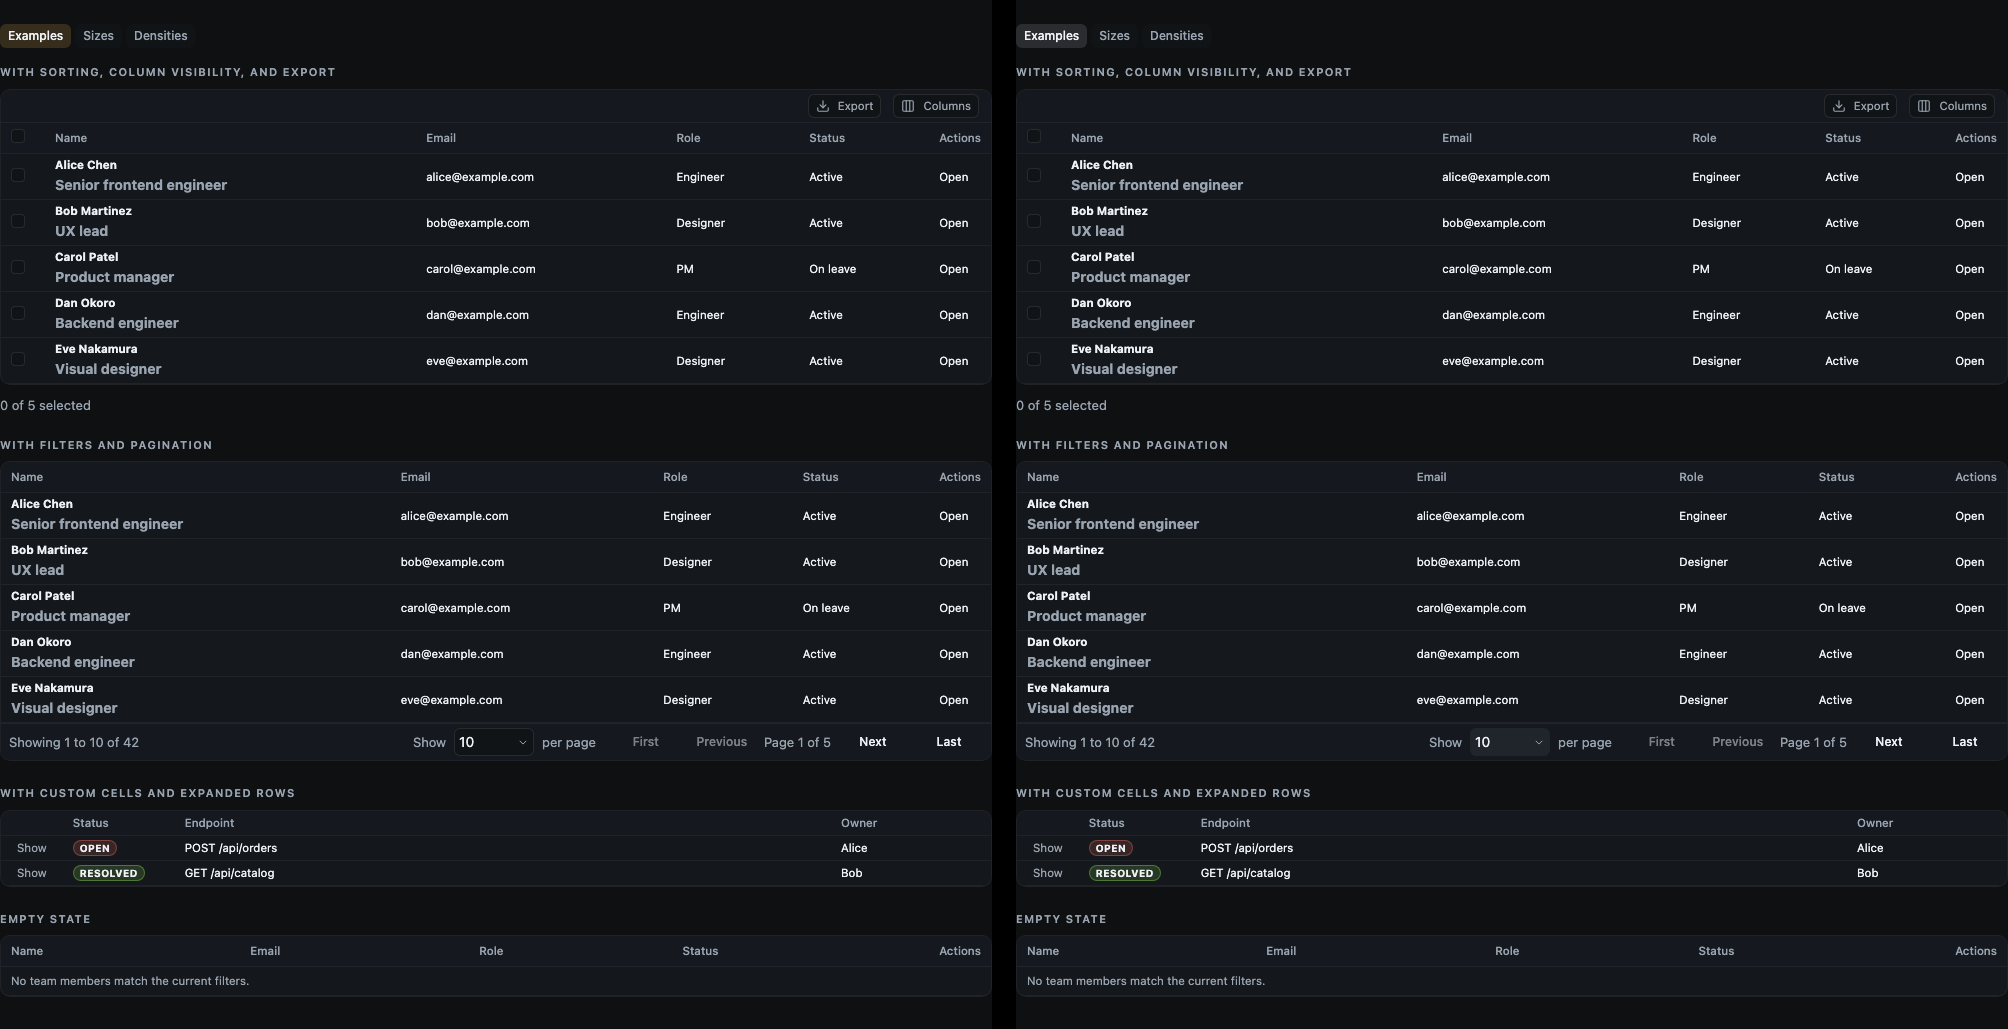 Examples Sizes Densities
WITH SORTING, COLUMN VISIBILITY, AND EXPORT
Export Columns
Name Email Role Status Actions
Alice Chen
Senior frontend engineer alice@example.com Engineer Active Open
Bob Martinez
UX lead bob@example.com Designer Active Open
Carol Patel
Product manager carol@example.com PM On leave Open
Dan Okoro
Backend engineer dan@example.com Engineer Active Open
Eve Nakamura
Visual designer eve@example.com Designer Active Open
0 of 5 selected
WITH FILTERS AND PAGINATION
Name Email Role Status Actions
Alice Chen
Senior frontend engineer alice@example.com Engineer Active Open
Bob Martinez
UX lead bob@example.com Designer Active Open
Carol Patel
Product manager carol@example.com PM On leave Open
Dan Okoro
Backend engineer dan@example.com Engineer Active Open
Eve Nakamura
Visual designer eve@example.com Designer Active Open
Showing 1 to 10 of 42 Show 10 per page First Previous Page 1 of 5 Next Last
WITH CUSTOM CELLS AND EXPANDED ROWS
Status Endpoint Owner
Show OPEN POST /api/orders Alice
Show RESOLVED GET /api/catalog Bob
EMPTY STATE
Name Email Role Status Actions
No team members match the current filters.
Examples Sizes Densities
WITH SORTING, COLUMN VISIBILITY, AND EXPORT
Export Columns
Name Email Role Status Actions
Alice Chen
Senior frontend engineer alice@example.com Engineer Active Open
Bob Martinez
UX lead bob@example.com Designer Active Open
Carol Patel
Product manager carol@example.com PM On leave Open
Dan Okoro
Backend engineer dan@example.com Engineer Active Open
Eve Nakamura
Visual designer eve@example.com Designer Active Open
0 of 5 selected
WITH FILTERS AND PAGINATION
Name Email Role Status Actions
Alice Chen
Senior frontend engineer alice@example.com Engineer Active Open
Bob Martinez
UX lead bob@example.com Designer Active Open
Carol Patel
Product manager carol@example.com PM On leave Open
Dan Okoro
Backend engineer dan@example.com Engineer Active Open
Eve Nakamura
Visual designer eve@example.com Designer Active Open
Showing 1 to 10 of 42 Show 10 per page First Previous Page 1 of 5 Next Last
WITH CUSTOM CELLS AND EXPANDED ROWS
Status Endpoint Owner
Show OPEN POST /api/orders Alice
Show RESOLVED GET /api/catalog Bob
EMPTY STATE
Name Email Role Status Actions
No team members match the current filters.